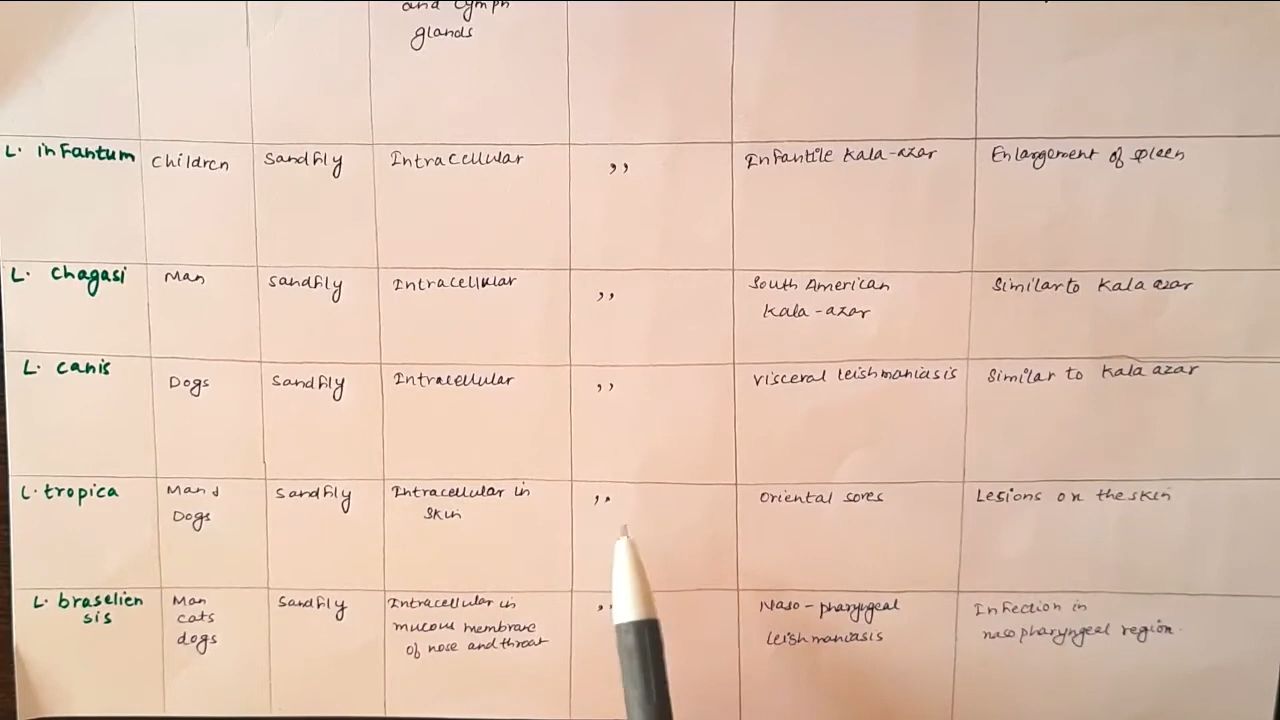 and lymph
glands
L. infantum Children Sandfly Intracellular ,, Infantile Kala-azar Enlargement of spleen
L. chagasi Man Sandfly Intracellular ,, South American Similar to Kala azar
Kala-azar
L. canis Dogs Sandfly Intracellular ,, visceral leishmaniasis Similar to Kala azar
L. tropica Man & Sandfly Intracellular in ,, Oriental sores Lesions on the skin
Dogs Skin
L. braselien Man Sandfly Intracellular in ,, Naso-pharyngeal Infection in
sis cats mucous membrane leishmaniasis nasopharyngeal region.
dogs of nose and throat